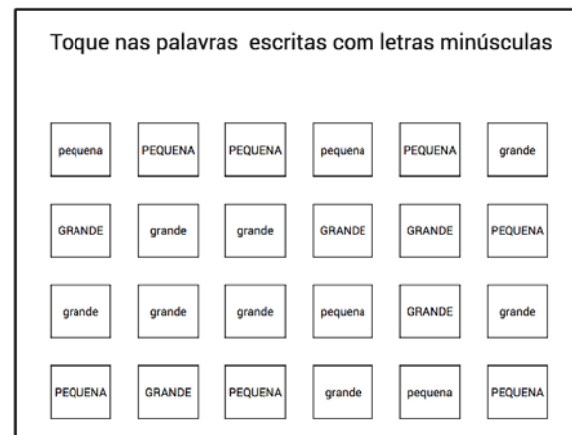 Toque nas palavras escritas com letras minúsculas
pequena PEQUENA PEQUENA pequena PEQUENA grande
GRANDE grande grande GRANDE GRANDE PEQUENA
grande grande grande pequena GRANDE grande
PEQUENA GRANDE PEQUENA grande pequena PEQUENA